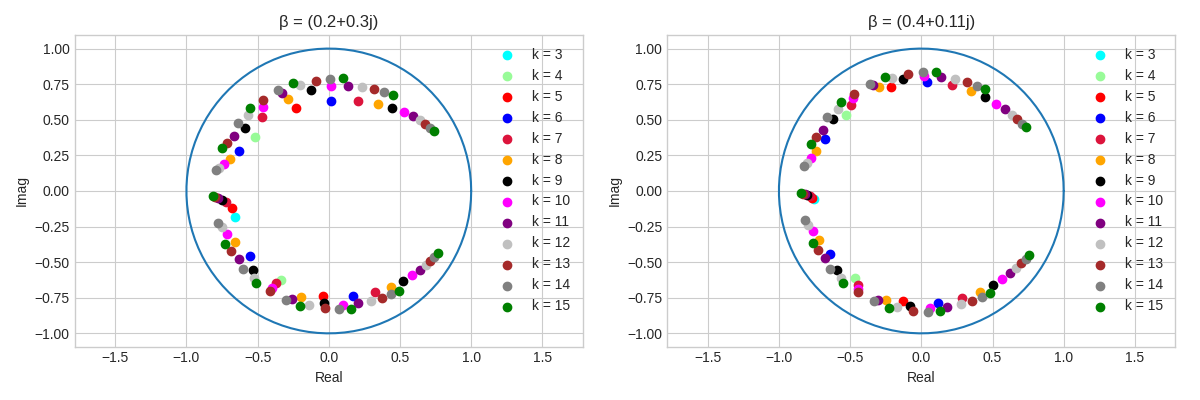 β = (0.2+0.3j)
1.00
0.75
0.50
0.25
0.00
−0.25
−0.50
−0.75
−1.00
Imag
−1.5 −1.0 −0.5 0.0 0.5 1.0 1.5
Real
k = 3
k = 4
k = 5
k = 6
k = 7
k = 8
k = 9
k = 10
k = 11
k = 12
k = 13
k = 14
k = 15
β = (0.4+0.11j)
1.00
0.75
0.50
0.25
0.00
−0.25
−0.50
−0.75
−1.00
Imag
−1.5 −1.0 −0.5 0.0 0.5 1.0 1.5
Real
k = 3
k = 4
k = 5
k = 6
k = 7
k = 8
k = 9
k = 10
k = 11
k = 12
k = 13
k = 14
k = 15